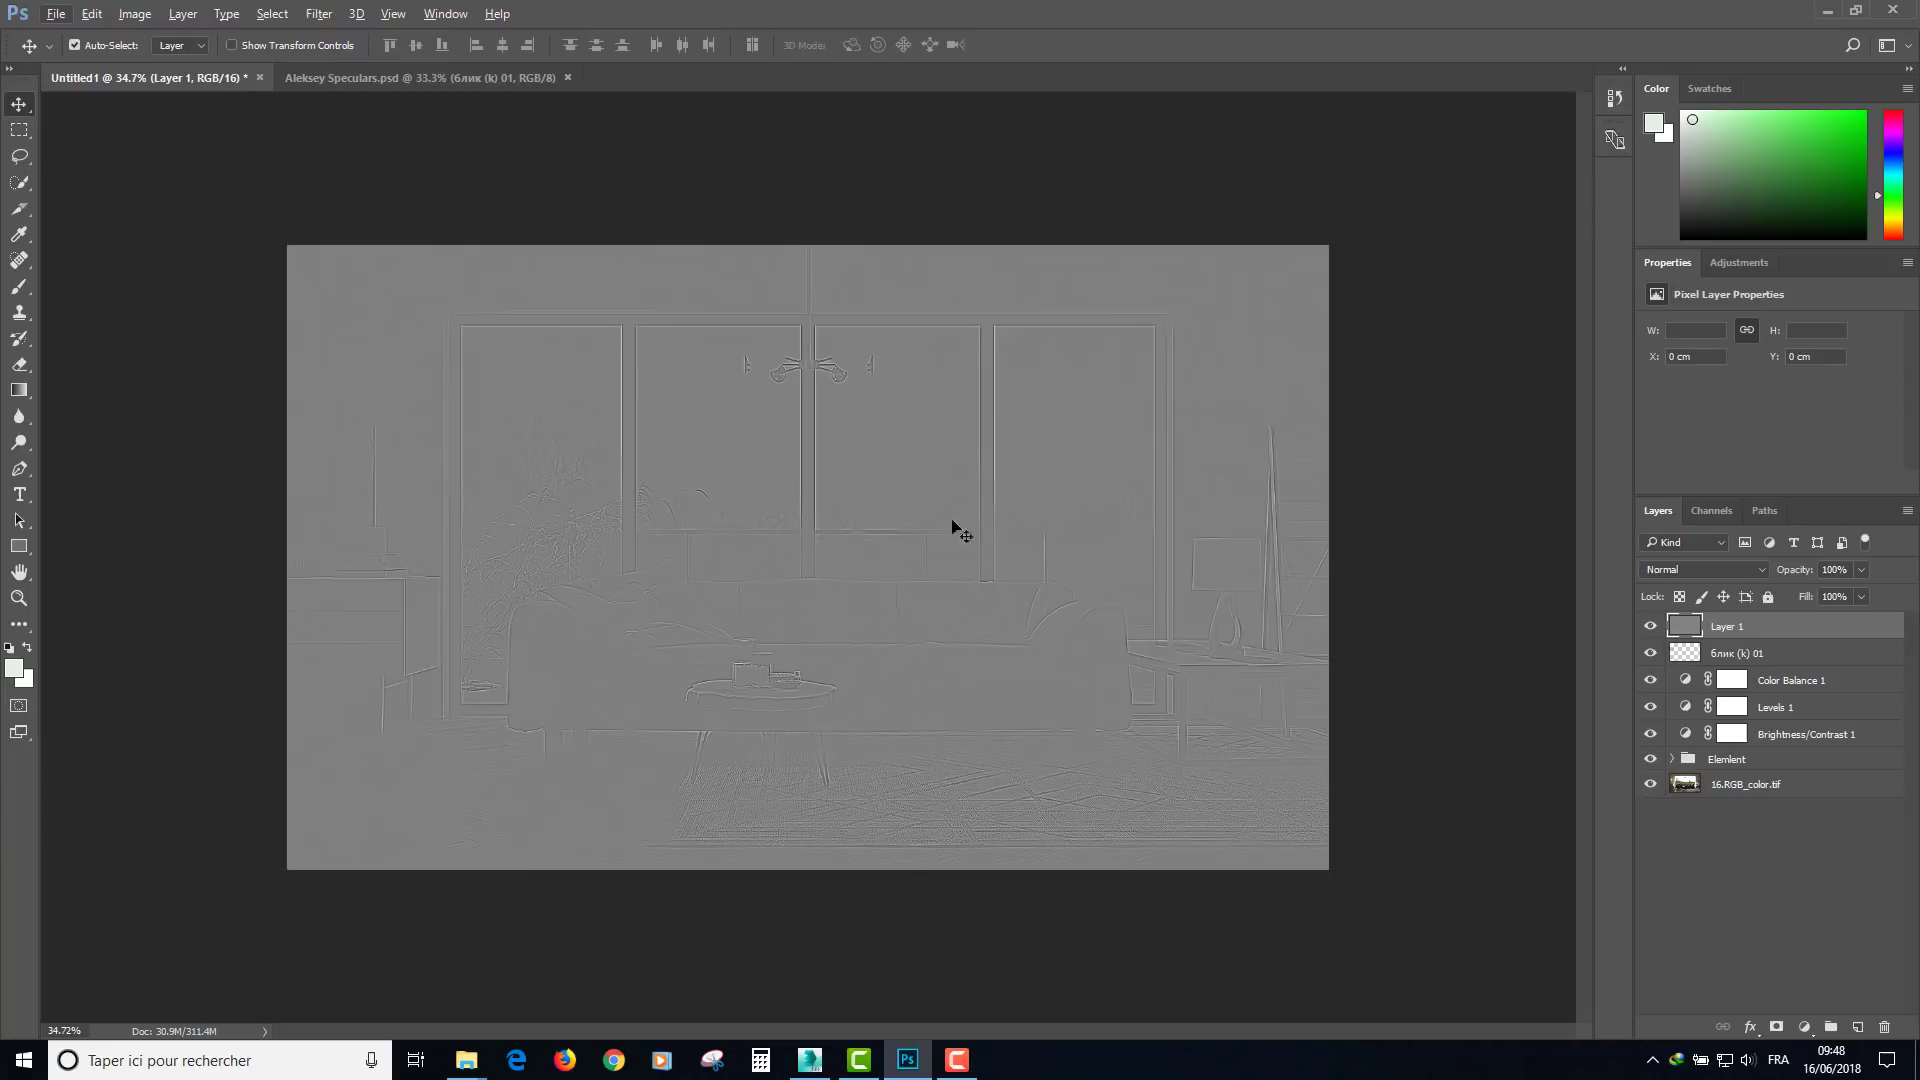 Ps File Edit Image Layer Type Select Filter 3D View Window Help
Auto-Select: Layer Show Transform Controls 3D Mode:
Untitled1 @ 34.7% (Layer 1, RGB/16) * × Aleksey Speculars.psd @ 33.3% (блик (k) 01, RGB/8) ×
Color Swatches
Properties Adjustments
Pixel Layer Properties
W: H:
X: 0 cm Y: 0 cm
Layers Channels Paths
Kind
Normal Opacity: 100%
Lock: Fill: 100%
Layer 1
блик (k) 01
Color Balance 1
Levels 1
Brightness/Contrast 1
Elemlent
16.RGB_color.tif
34.72% Doc: 30.9M/311.4M
Taper ici pour rechercher
Ps
FRA
09:48
16/06/2018